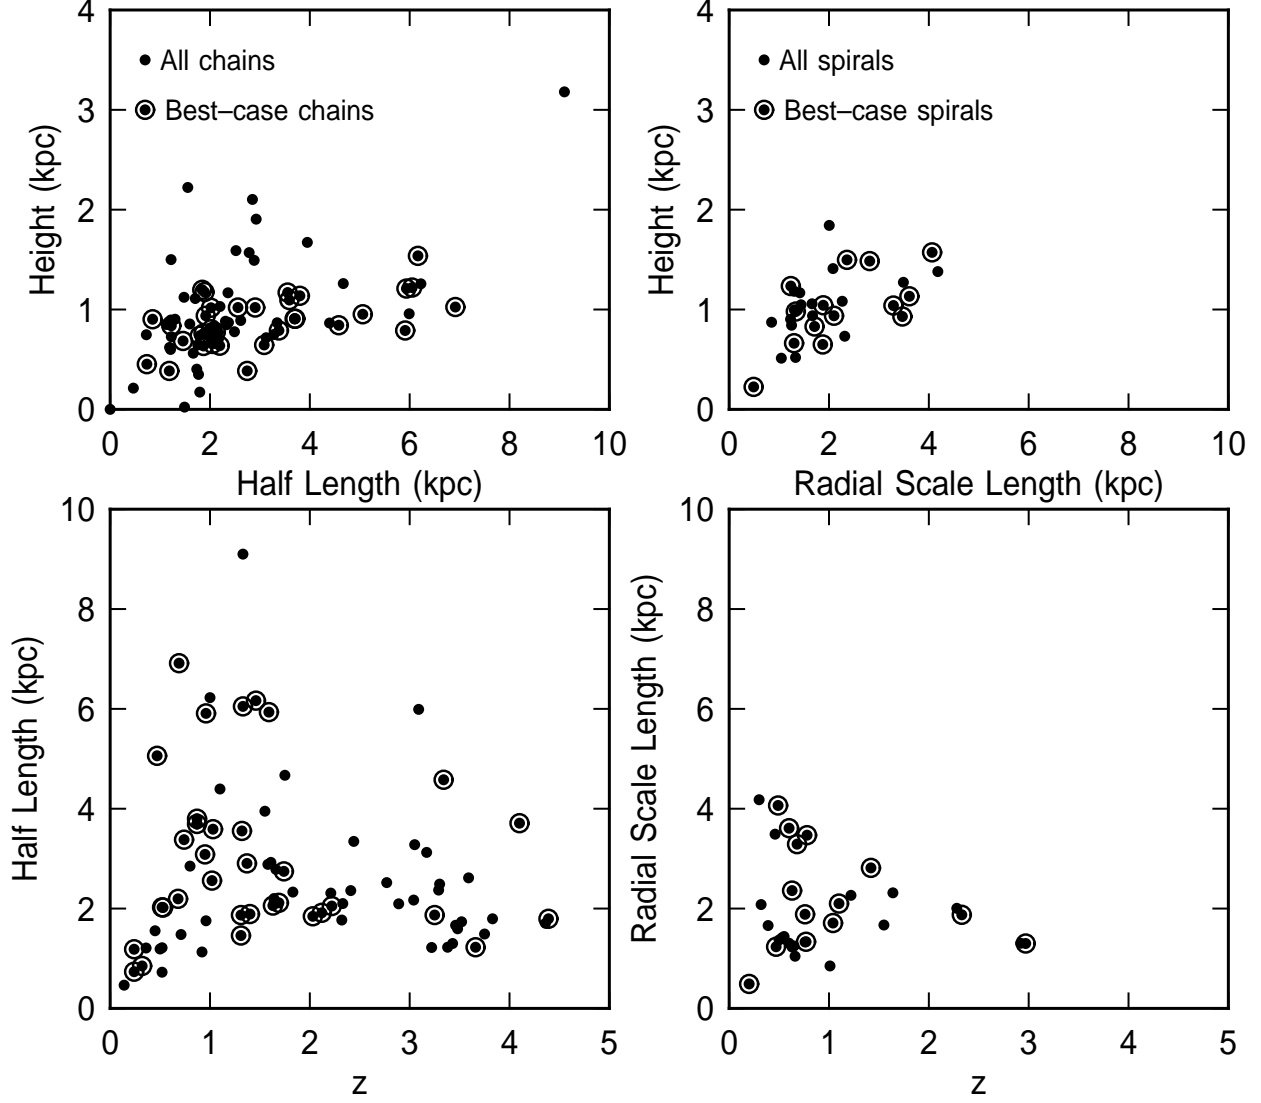 All chains
Best–case chains
Height (kpc)
4
3
2
1
0
0 2 4 6 8 10
Half Length (kpc)
All spirals
Best–case spirals
Height (kpc)
4
3
2
1
0
0 2 4 6 8 10
Radial Scale Length (kpc)
Half Length (kpc)
10
8
6
4
2
0
0 1 2 3 4 5
z
Radial Scale Length (kpc)
10
8
6
4
2
0
0 1 2 3 4 5
z